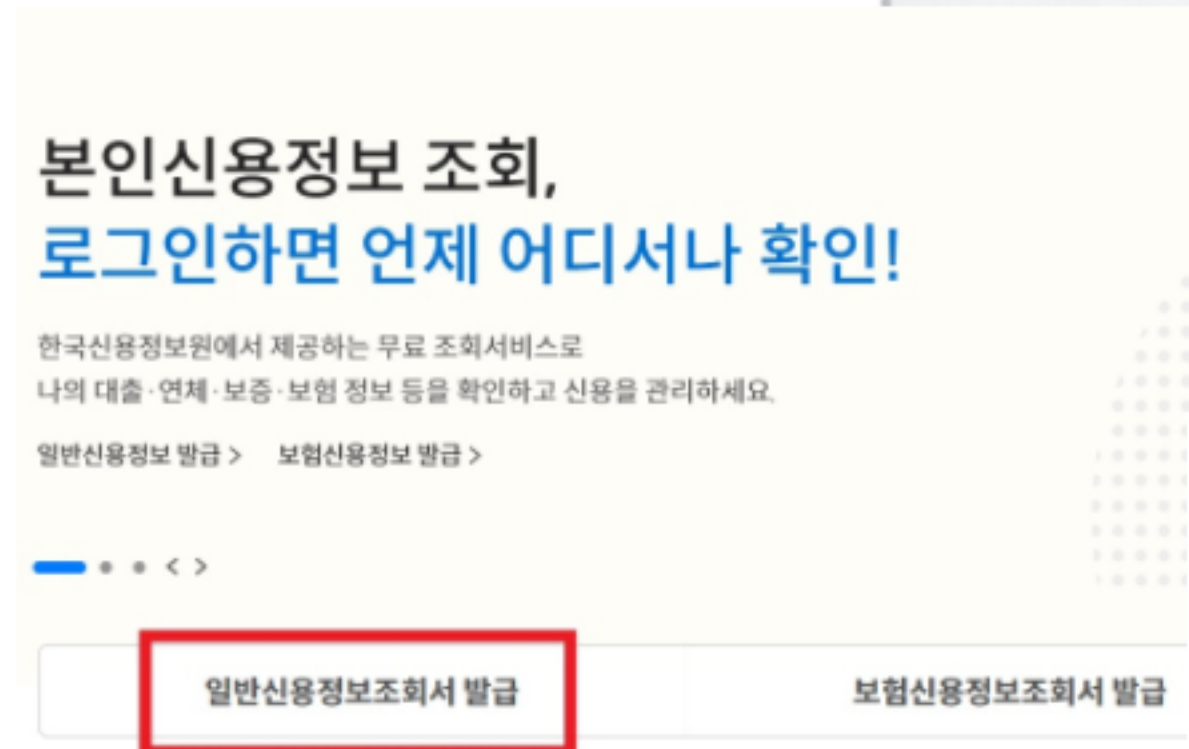 본인신용정보 조회,
로그인하면 언제 어디서나 확인!
한국신용정보원에서 제공하는 무료 조회서비스로
나의 대출·연체·보증·보험 정보 등을 확인하고 신용을 관리하세요.
일반신용정보 발급 > 보험신용정보 발급 >
< >
일반신용정보조회서 발급 보험신용정보조회서 발급